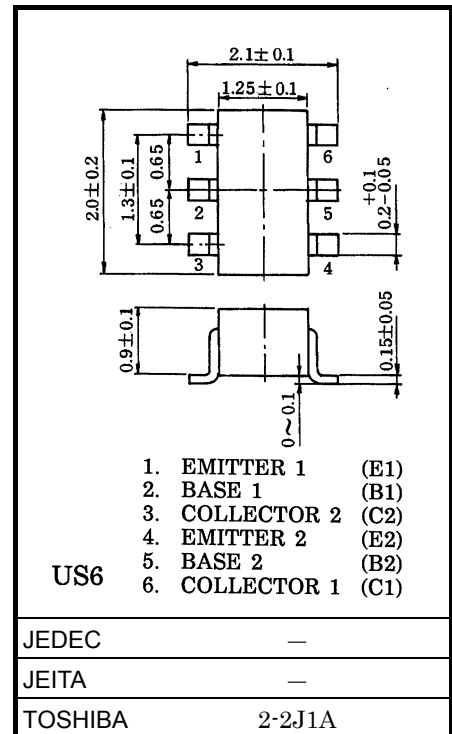 2.1±0.1
1.25±0.1
1 6
2 5
3 4
2.0±0.2
1.3±0.1
0.65
0.65
+0.1
0.2-0.05
0.9±0.1
0.15±0.05
0~0.1
1. EMITTER 1 (E1)
2. BASE 1 (B1)
3. COLLECTOR 2 (C2)
4. EMITTER 2 (E2)
5. BASE 2 (B2)
US6 6. COLLECTOR 1 (C1)
JEDEC —
JEITA —
TOSHIBA 2-2J1A